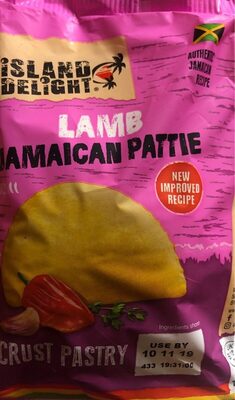 ISLAND
DELIGHT
AUTHENTIC
JAMAICAN
RECIPE
LAMB
JAMAICAN PATTIE
NEW
IMPROVED
RECIPE
Ingredients
CRUST PASTRY
USE BY
10 11 19
433 19:31:00